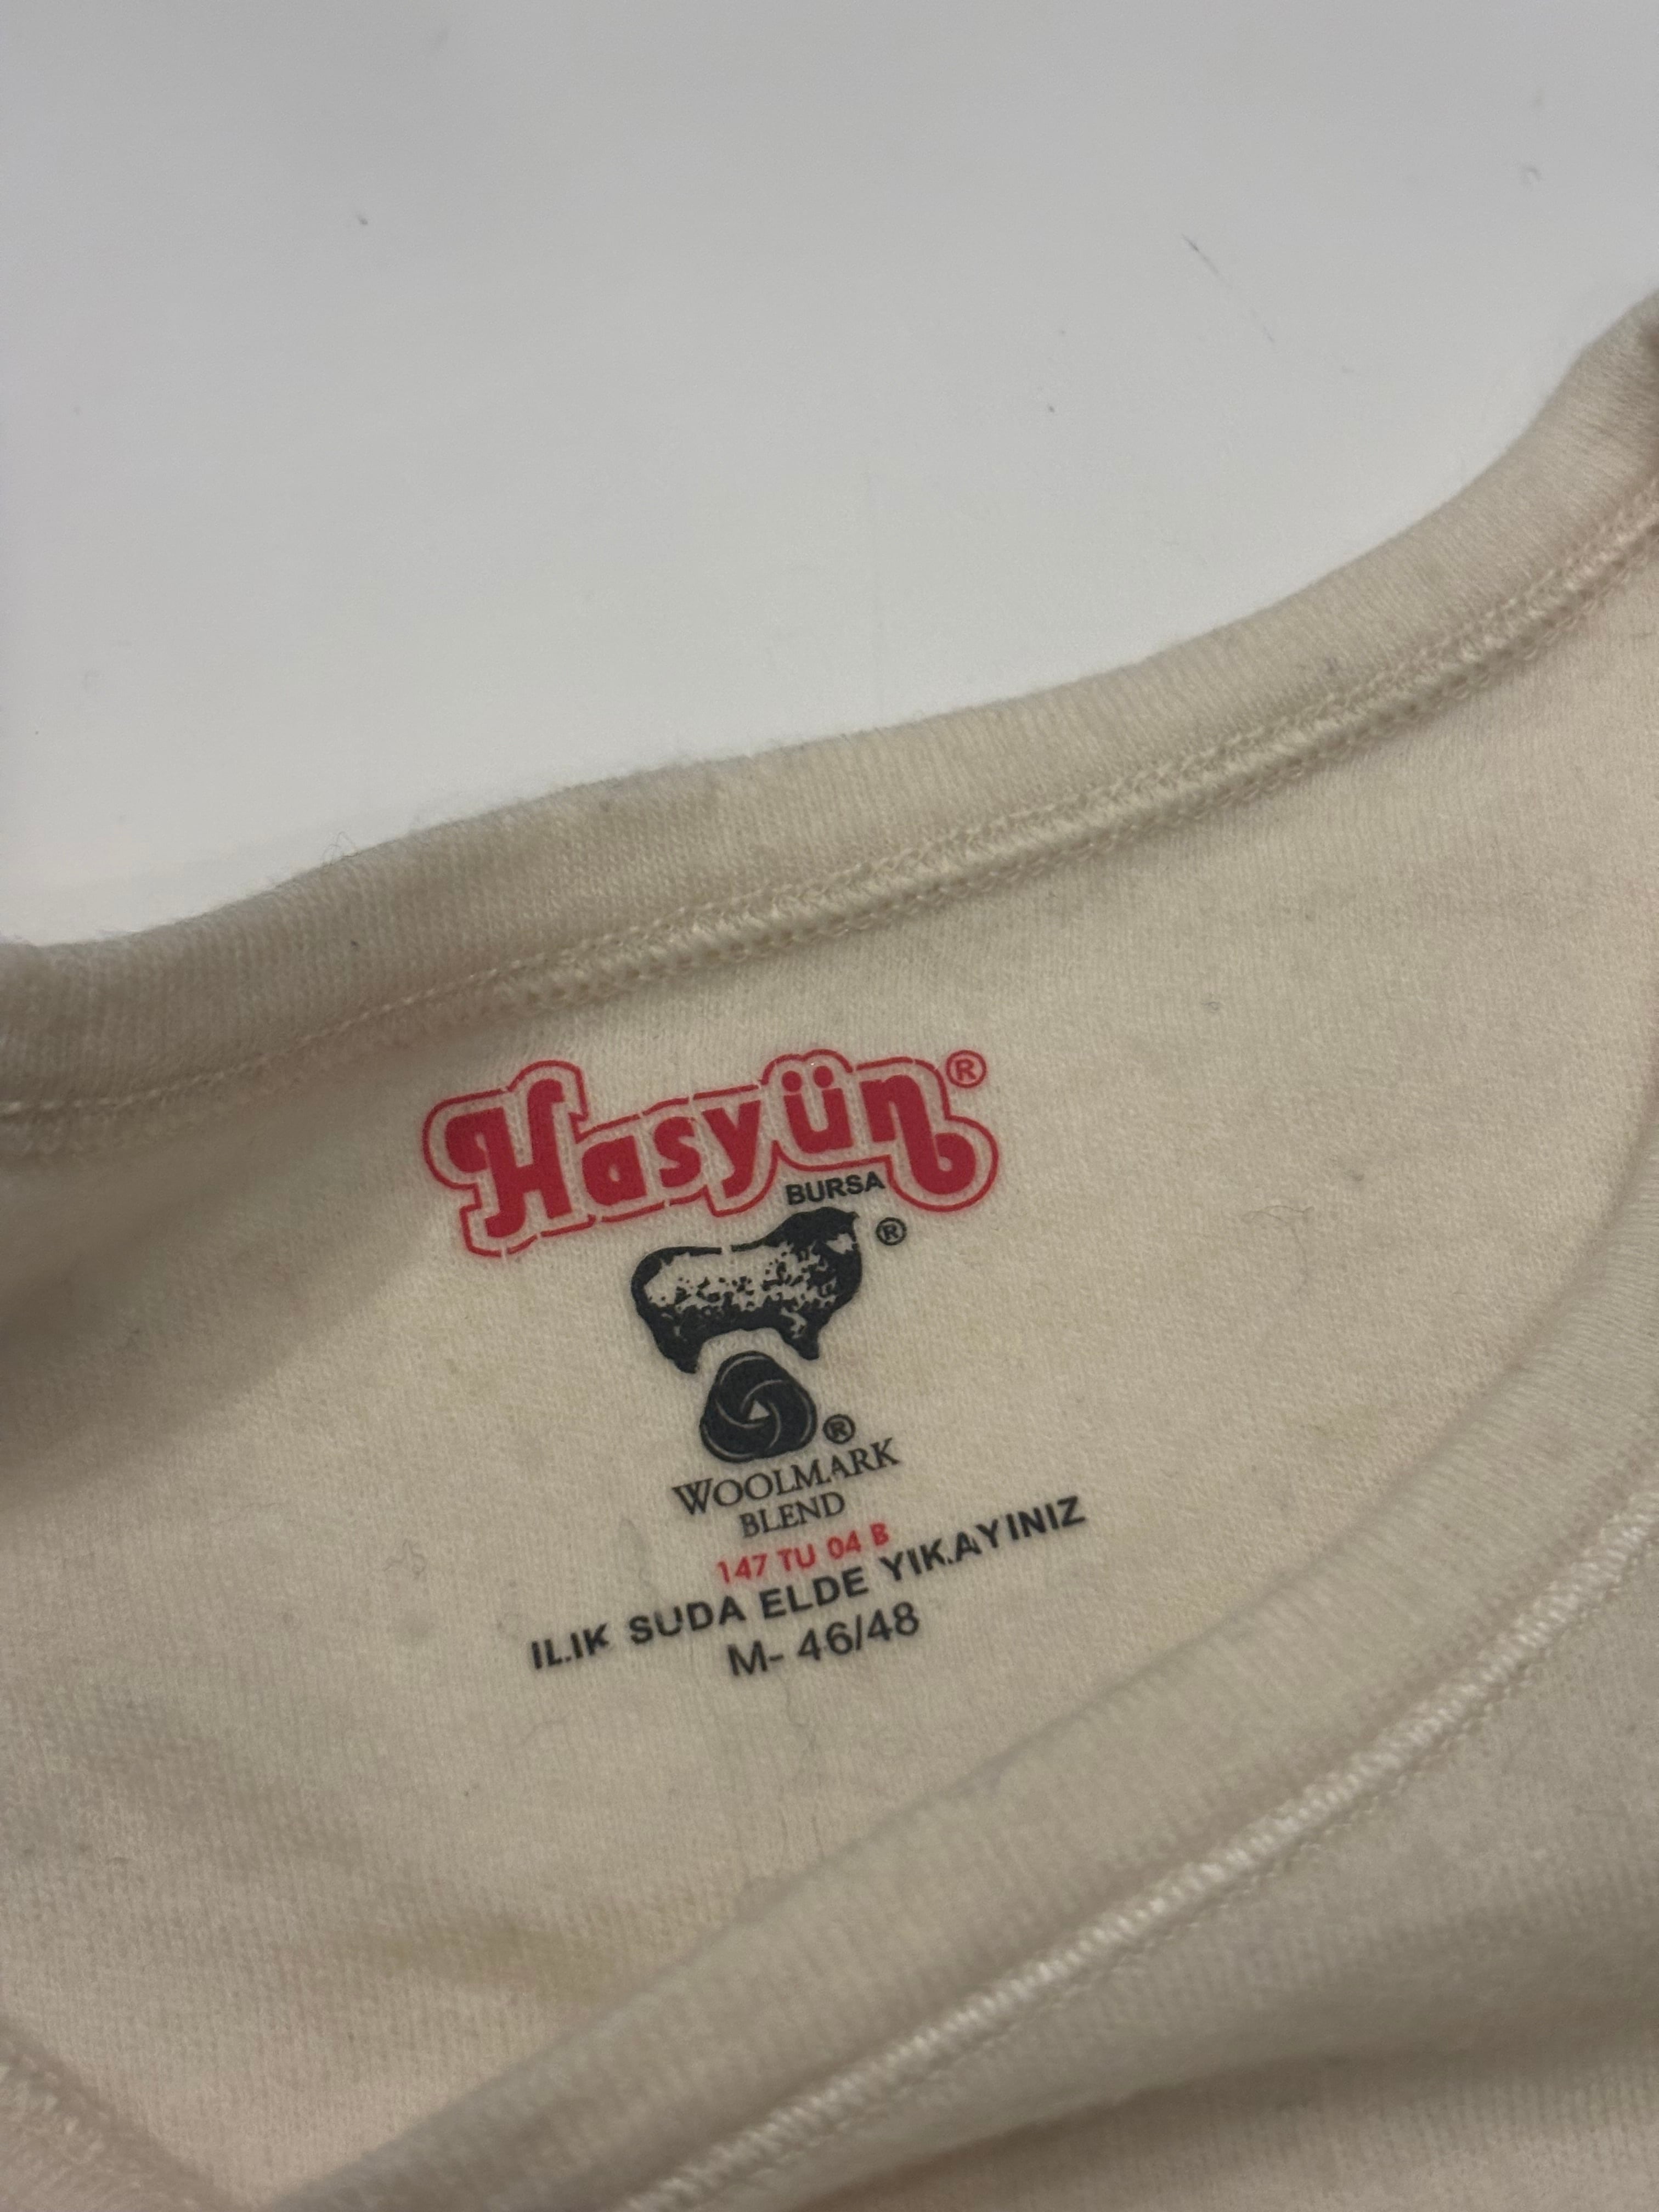 Hasyün®
BURSA
®
®
WOOLMARK
BLEND
147 TU 04 B
ILIK SUDA ELDE YIKAYINIZ
M- 46/48